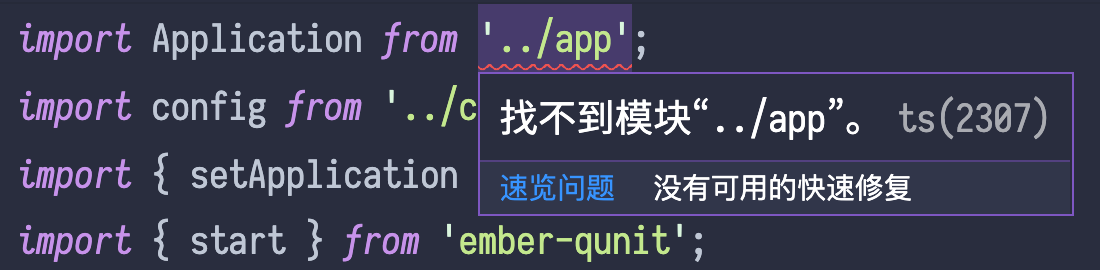 import Application from '../app';
import config from '../c
找不到模块“../app”。 ts(2307)
import { setApplication
速览问题 没有可用的快速修复
import { start } from 'ember-qunit';